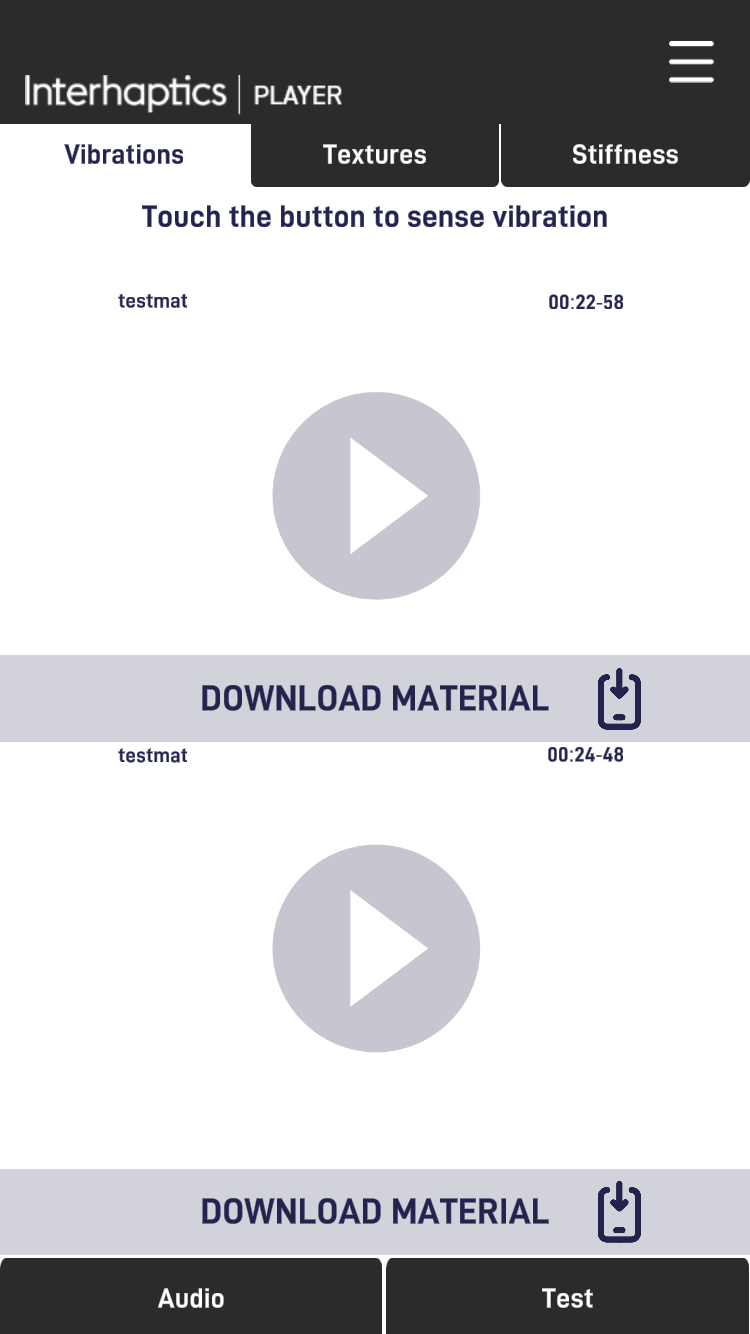 Interhaptics | PLAYER
Vibrations Textures Stiffness
Touch the button to sense vibration
testmat 00:22-58
DOWNLOAD MATERIAL
testmat 00:24-48
DOWNLOAD MATERIAL
Audio Test